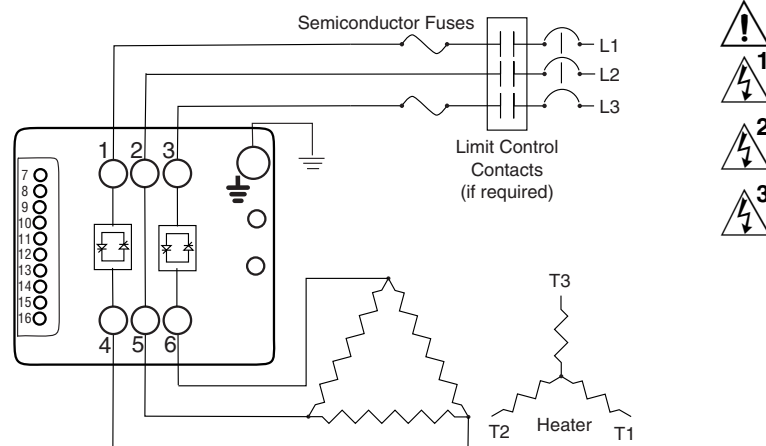 Semiconductor Fuses
L1
L2
L3
Limit Control
Contacts
(if required)
1 2 3
7
8
9
10
11
12
13
14
15
16
4 5 6
T3
T2 Heater T1
!
1
2
3